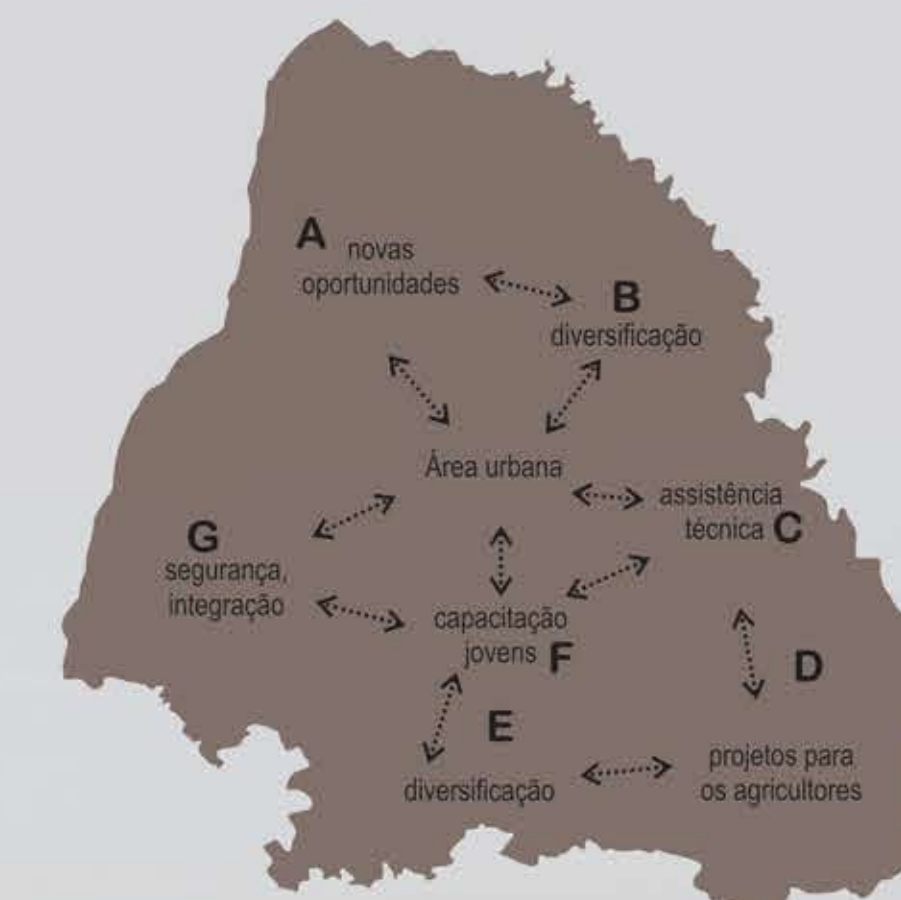 A novas
oportunidades
B
diversificação
Área urbana
assistência
técnica C
G
segurança,
integração
capacitação
jovens F
D
E
projetos para
os agricultores
diversificação